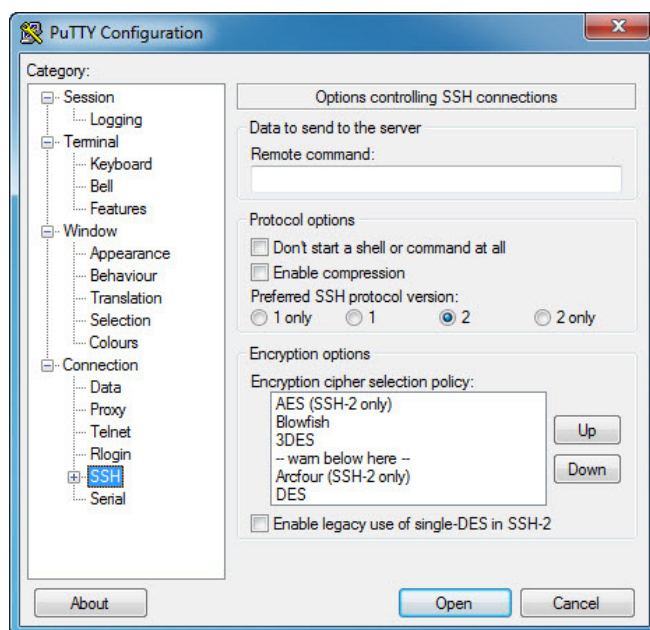 PuTTY Configuration
Category:
Session
Logging
Terminal
Keyboard
Bell
Features
Window
Appearance
Behaviour
Translation
Selection
Colours
Connection
Data
Proxy
Telnet
Rlogin
SSH
Serial
Options controlling SSH connections
Data to send to the server
Remote command:
Protocol options
Don't start a shell or command at all
Enable compression
Preferred SSH protocol version:
1 only 1 2 2 only
Encryption options
Encryption cipher selection policy:
AES (SSH-2 only)
Blowfish
3DES
-- warn below here --
Arcfour (SSH-2 only)
DES
Up
Down
Enable legacy use of single-DES in SSH-2
About Open Cancel